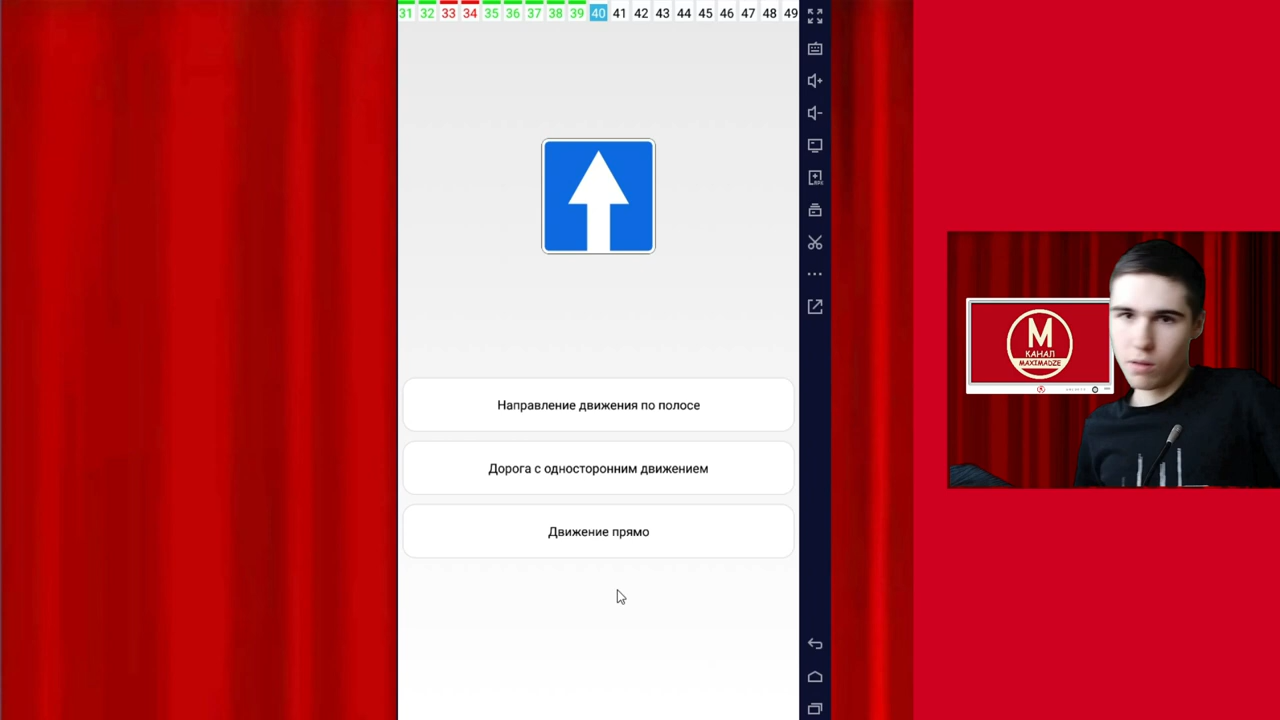 31 32 33 34 35 36 37 38 39 40 41 42 43 44 45 46 47 48 49
Направление движения по полосе
Дорога с односторонним движением
Движение прямо
М
КАНАЛ
MAXIMADZE